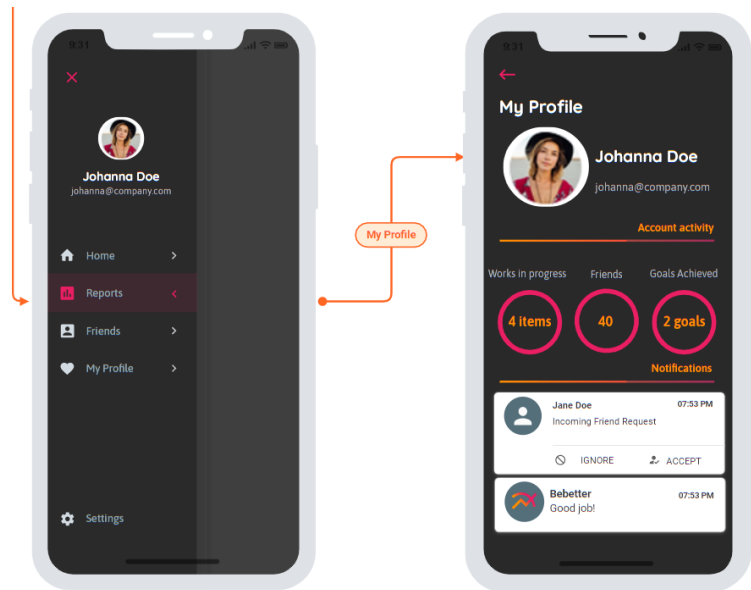 9:31
Johanna Doe
johanna@company.com
Home
Reports
Friends
My Profile
Settings
My Profile
9:31
My Profile
Johanna Doe
johanna@company.com
Account activity
Works in progress Friends Goals Achieved
4 items 40 2 goals
Notifications
Jane Doe 07:53 PM
Incoming Friend Request
IGNORE ACCEPT
Bebetter 07:53 PM
Good job!